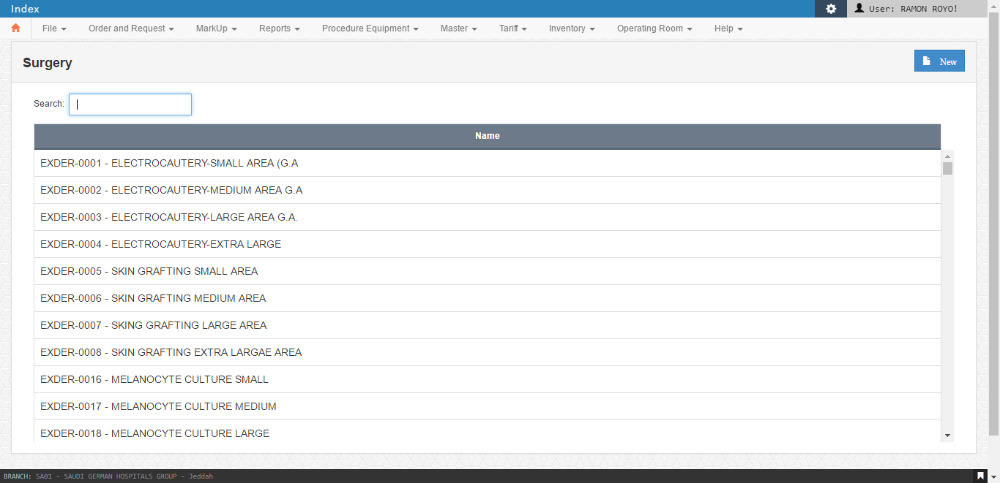 Index
User: RAMON ROYO!
File Order and Request MarkUp Reports Procedure Equipment Master Tariff Inventory Operating Room Help
Surgery
New
Search:
Name
EXDER-0001 - ELECTROCAUTERY-SMALL AREA (G.A
EXDER-0002 - ELECTROCAUTERY-MEDIUM AREA G.A
EXDER-0003 - ELECTROCAUTERY-LARGE AREA G.A.
EXDER-0004 - ELECTROCAUTERY-EXTRA LARGE
EXDER-0005 - SKIN GRAFTING SMALL AREA
EXDER-0006 - SKIN GRAFTING MEDIUM AREA
EXDER-0007 - SKING GRAFTING LARGE AREA
EXDER-0008 - SKIN GRAFTING EXTRA LARGAE AREA
EXDER-0016 - MELANOCYTE CULTURE SMALL
EXDER-0017 - MELANOCYTE CULTURE MEDIUM
EXDER-0018 - MELANOCYTE CULTURE LARGE
BRANCH: SA01 - SAUDI GERMAN HOSPITALS GROUP - Jeddah